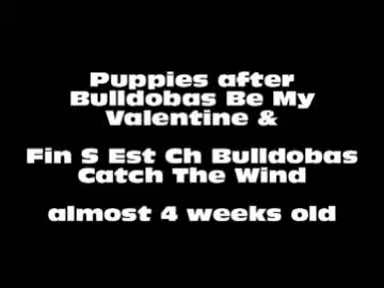 Puppies after
Bulldobas Be My
Valentine &
Fin S Est Ch Bulldobas
Catch The Wind
almost 4 weeks old